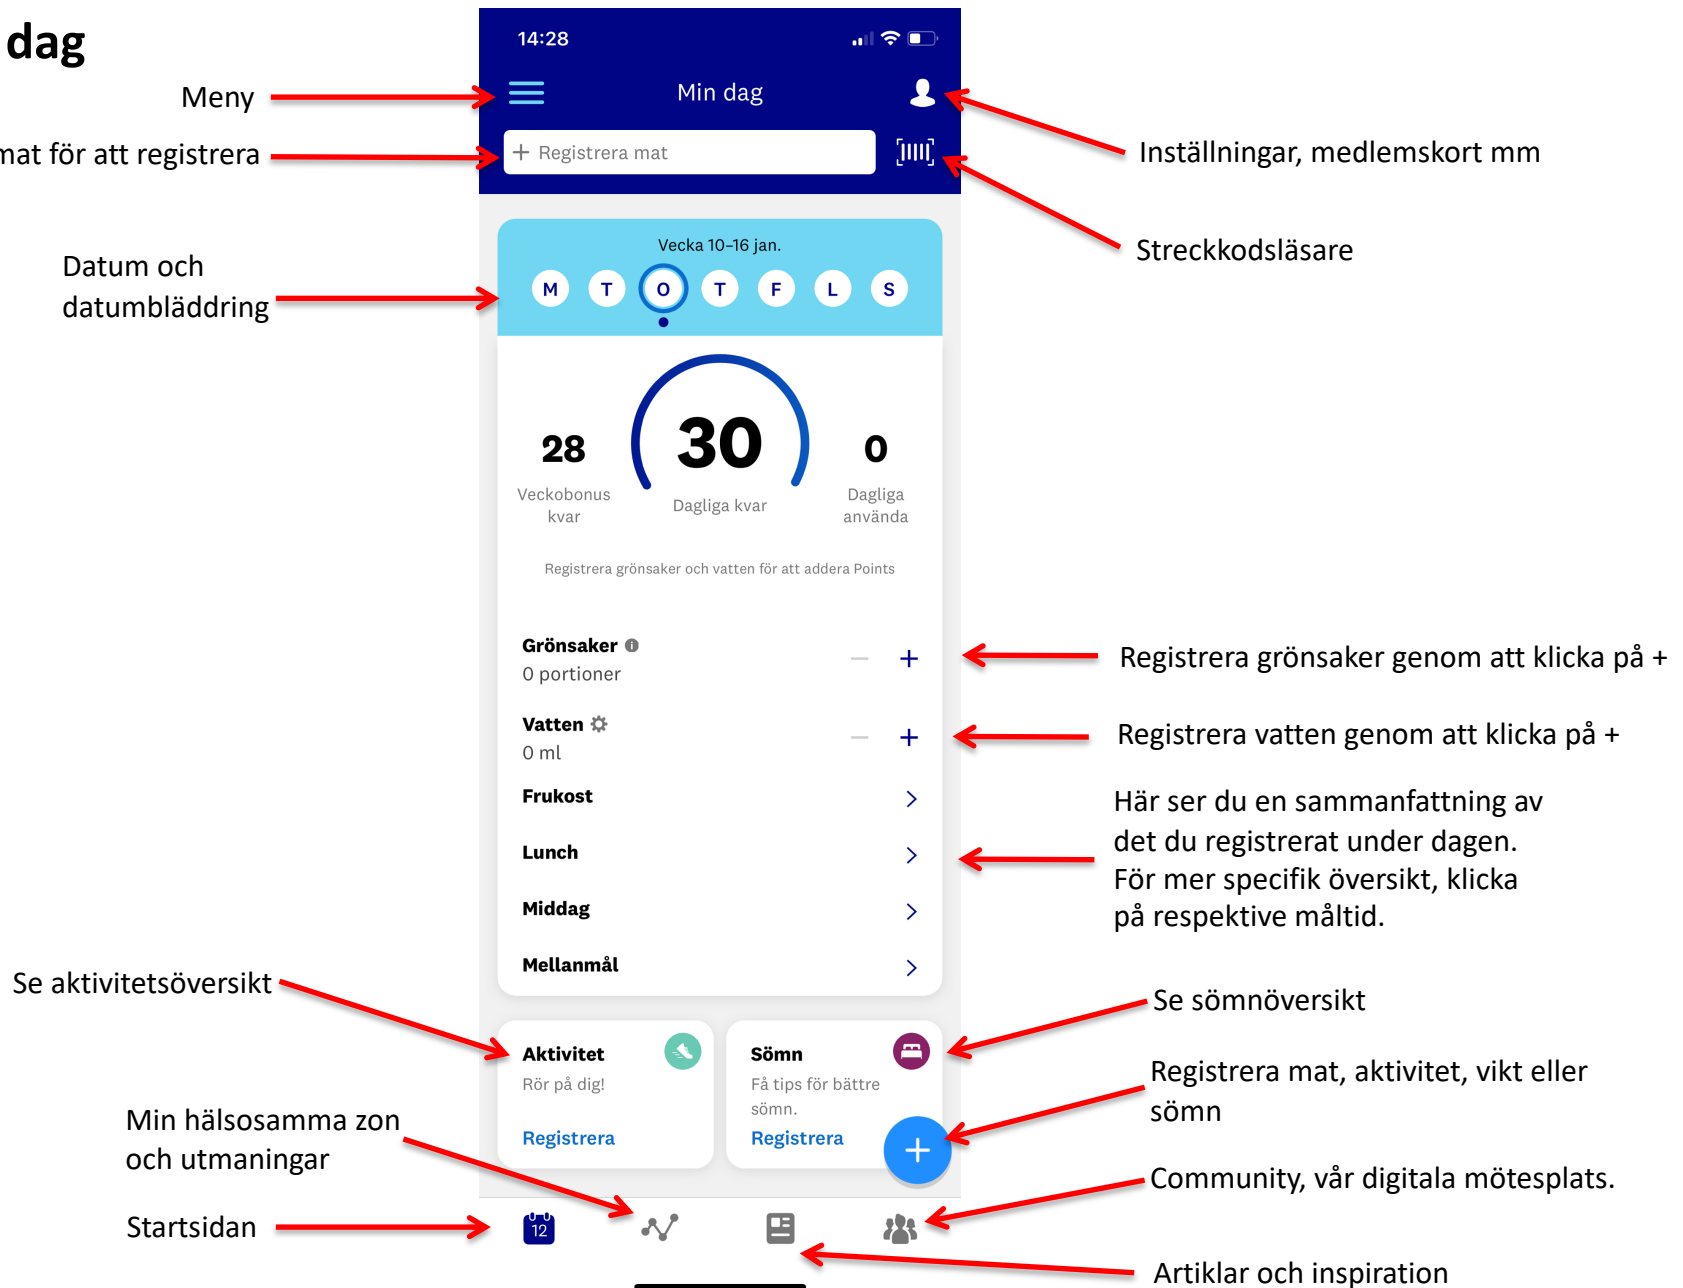 dag
14:28
Meny
Min dag
mat för att registrera
+ Registrera mat
Inställningar, medlemskort mm
Streckkodsläsare
Datum och
datumbläddring
Vecka 10–16 jan.
M T O T F L S
28
30
0
Veckobonus
kvar
Dagliga kvar
Dagliga
använda
Registrera grönsaker och vatten för att addera Points
Grönsaker
0 portioner
Registrera grönsaker genom att klicka på +
Vatten
0 ml
Registrera vatten genom att klicka på +
Frukost
Lunch
Middag
Mellanmål
Här ser du en sammanfattning av
det du registrerat under dagen.
För mer specifik översikt, klicka
på respektive måltid.
Se aktivitetsöversikt
Se sömnöversikt
Aktivitet
Rör på dig!
Registrera
Sömn
Få tips för bättre
sömn.
Registrera
Registrera mat, aktivitet, vikt eller
sömn
Min hälsosamma zon
och utmaningar
Community, vår digitala mötesplats.
Startsidan
12
Artiklar och inspiration